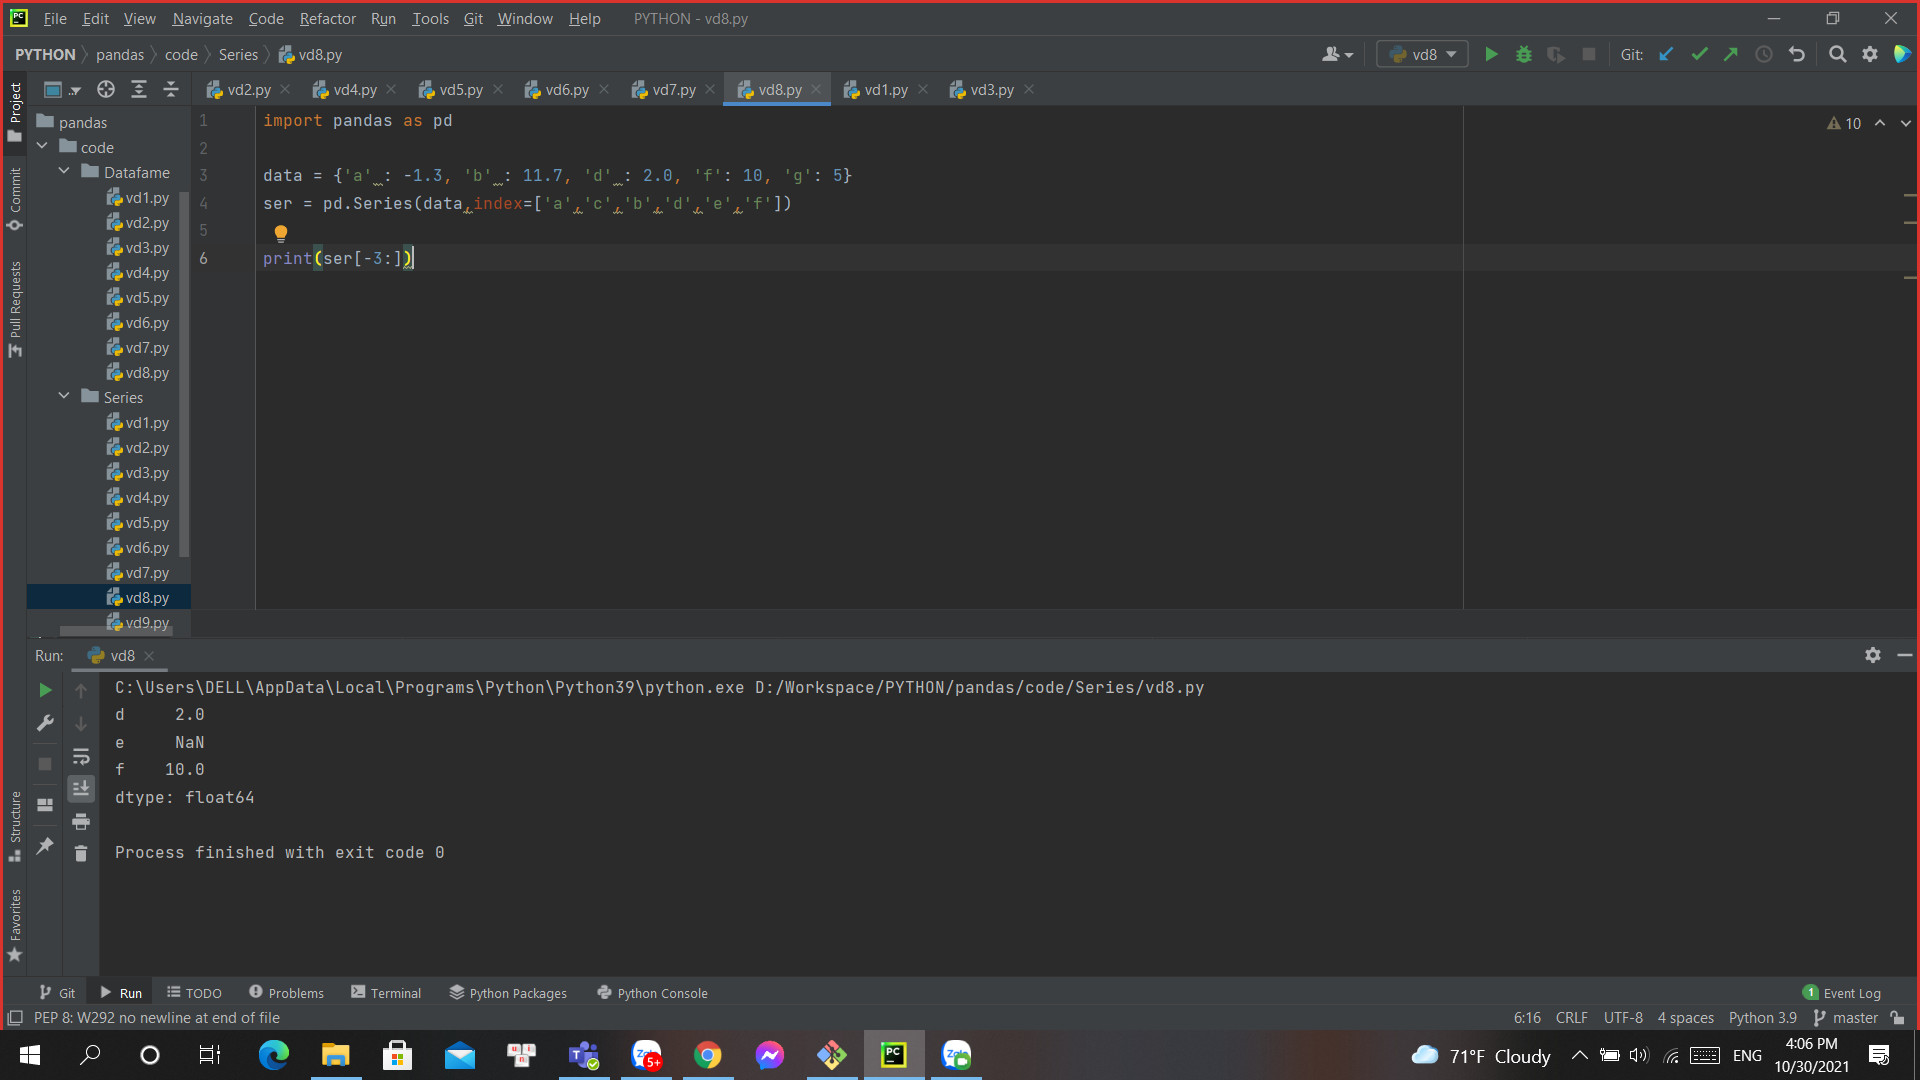 File Edit View Navigate Code Refactor Run Tools Git Window Help PYTHON - vd8.py
PYTHON pandas code Series vd8.py vd8 Git:
vd2.py vd4.py vd5.py vd6.py vd7.py vd8.py vd1.py vd3.py
Project
Commit
Pull Requests
Structure
Favorites
pandas
code
Datafame
vd1.py
vd2.py
vd3.py
vd4.py
vd5.py
vd6.py
vd7.py
vd8.py
Series
vd1.py
vd2.py
vd3.py
vd4.py
vd5.py
vd6.py
vd7.py
vd8.py
vd9.py
1 import pandas as pd
2
3 data = {'a' : -1.3, 'b' : 11.7, 'd' : 2.0, 'f': 10, 'g': 5}
4 ser = pd.Series(data,index=['a','c','b','d','e','f'])
5
6 print(ser[-3:])
10
Run: vd8
C:\Users\DELL\AppData\Local\Programs\Python\Python39\python.exe D:/Workspace/PYTHON/pandas/code/Series/vd8.py
d 2.0
e NaN
f 10.0
dtype: float64
Process finished with exit code 0
Git Run TODO Problems Terminal Python Packages Python Console 1 Event Log
PEP 8: W292 no newline at end of file 6:16 CRLF UTF-8 4 spaces Python 3.9 master
71°F Cloudy ENG 4:06 PM
10/30/2021